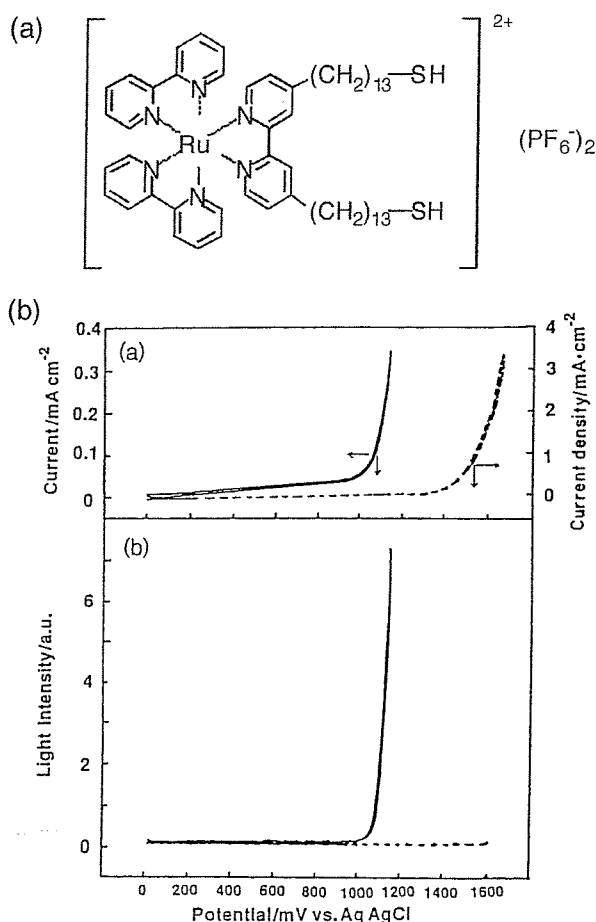 (a)
2+
N
N
(CH₂)₁₃—SH
N
N
Ru
(PF₆⁻)₂
N
N
(CH₂)₁₃—SH
(b)
Current/mA cm⁻²
0.4
0.3
0.2
0.1
0
(a)
4
3
2
1
0
Current density/mA·cm⁻²
Light Intensity/a.u.
6
4
2
0
(b)
0 200 400 600 800 1000 1200 1400 1600
Potential/mV vs. Ag AgCl